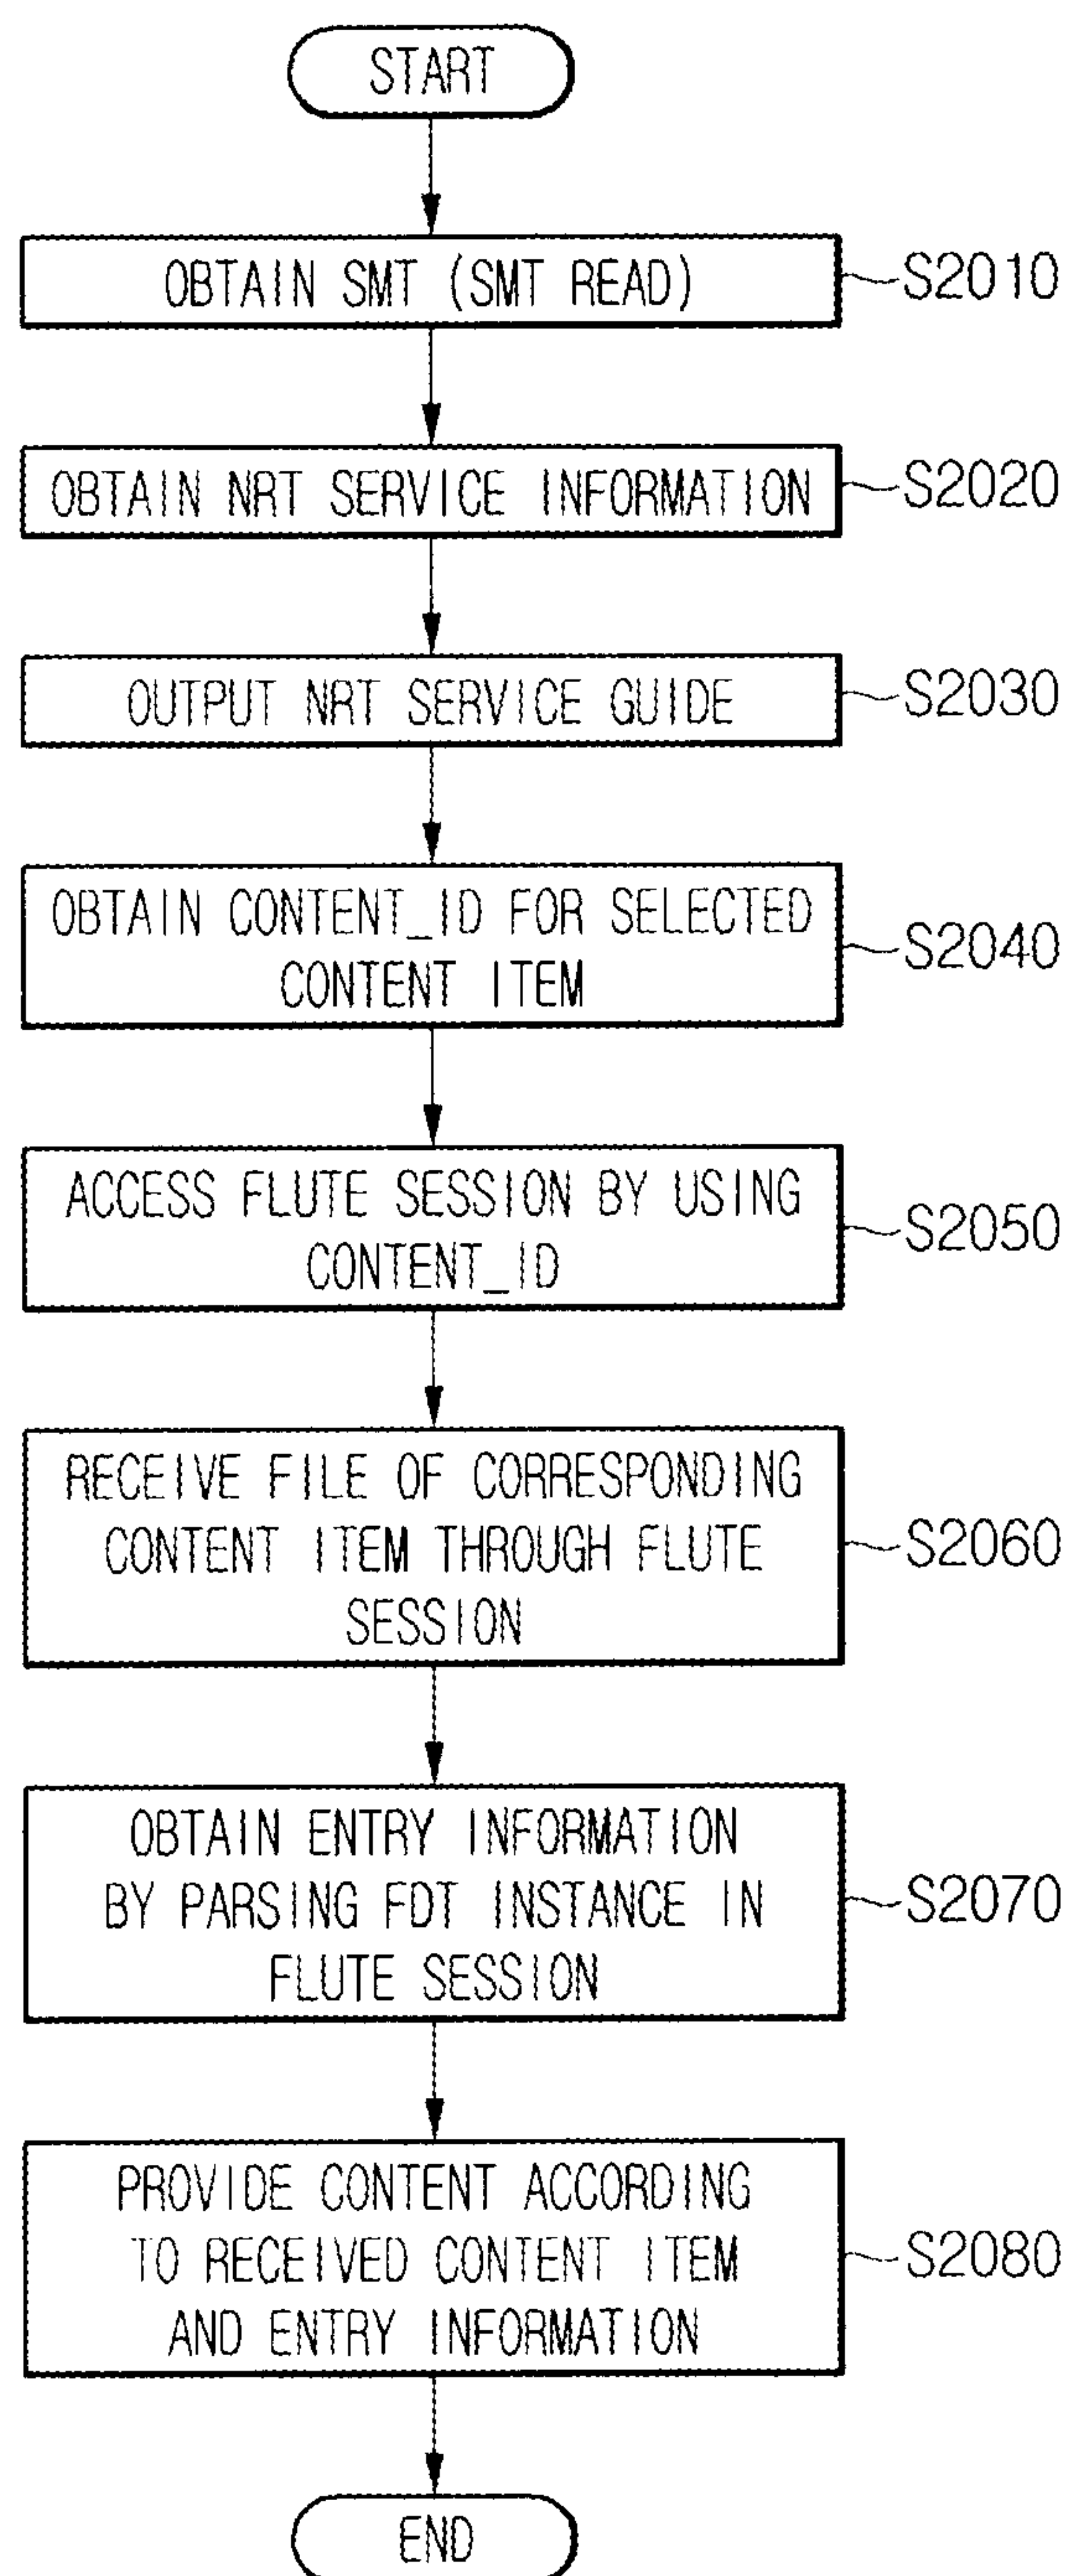 START
OBTAIN SMT (SMT READ)
S2010
OBTAIN NRT SERVICE INFORMATION
S2020
OUTPUT NRT SERVICE GUIDE
S2030
OBTAIN CONTENT_ID FOR SELECTED
CONTENT ITEM
S2040
ACCESS FLUTE SESSION BY USING
CONTENT_ID
S2050
RECEIVE FILE OF CORRESPONDING
CONTENT ITEM THROUGH FLUTE
SESSION
S2060
OBTAIN ENTRY INFORMATION
BY PARSING FDT INSTANCE IN
FLUTE SESSION
S2070
PROVIDE CONTENT ACCORDING
TO RECEIVED CONTENT ITEM
AND ENTRY INFORMATION
S2080
END